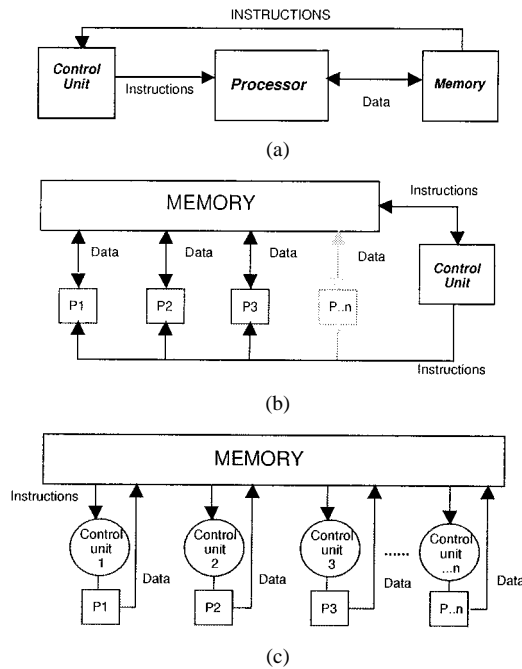 INSTRUCTIONS
Control
Unit
Instructions
Processor
Data
Memory
(a)
MEMORY
Instructions
Data
Data
Data
Data
Control
Unit
P1
P2
P3
P..n
Instructions
(b)
MEMORY
Instructions
Control
unit
1
Control
unit
2
Control
unit
3
......
Control
unit
...n
Data
Data
Data
Data
P1
P2
P3
P..n
(c)